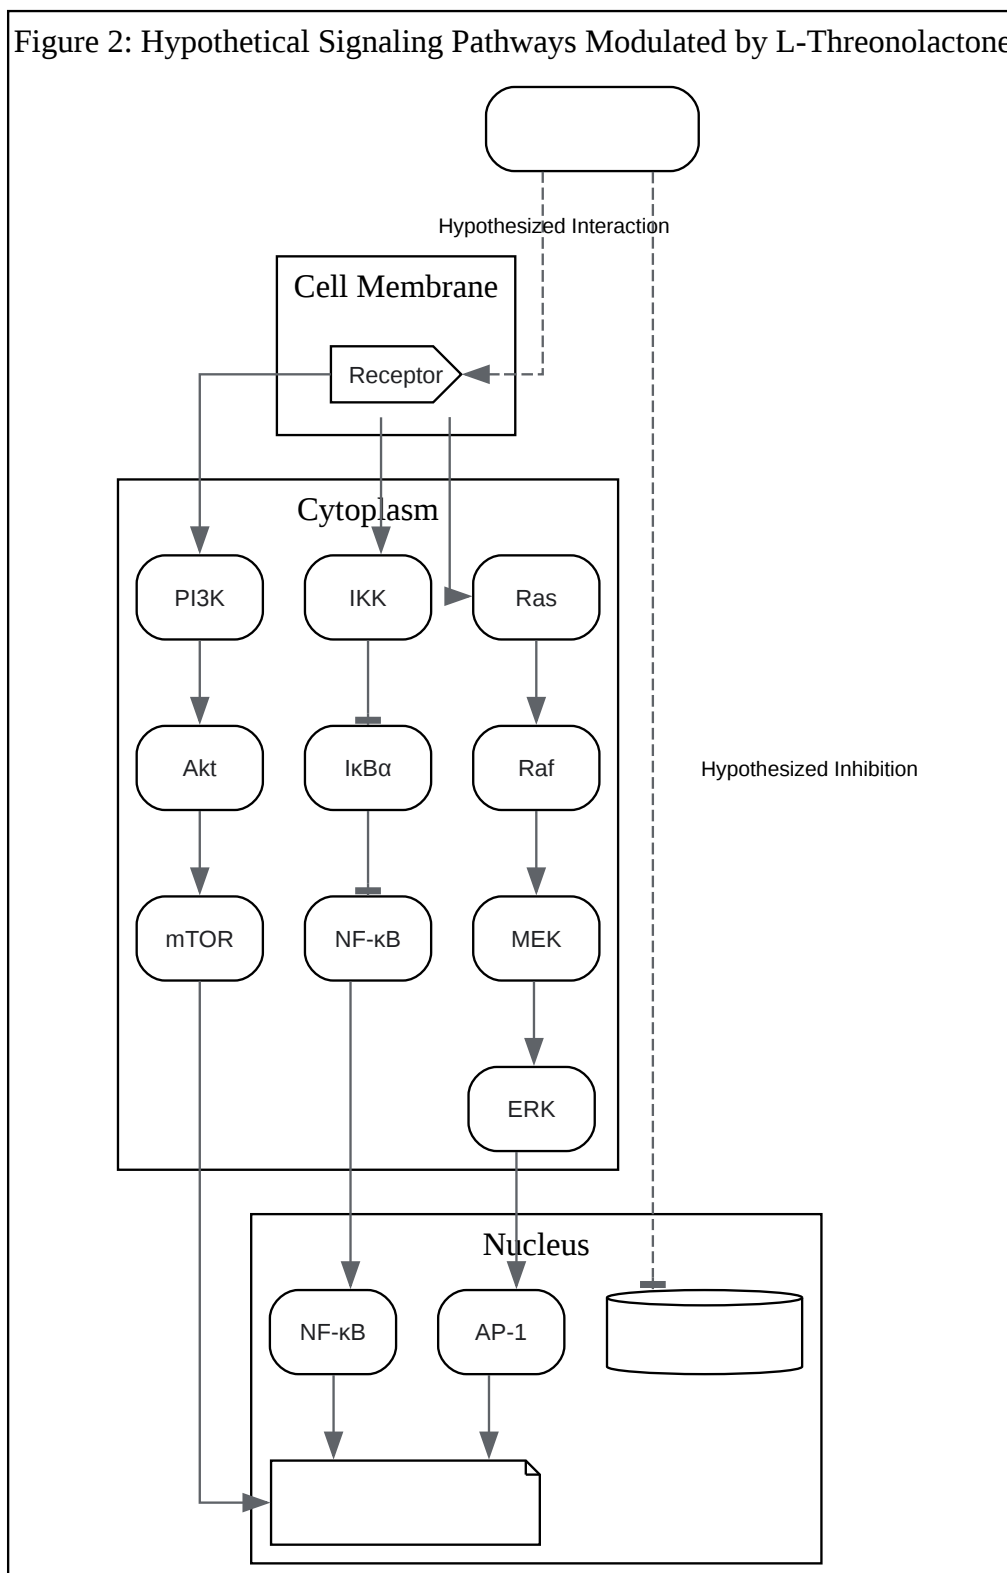 Figure 2: Hypothetical Signaling Pathways Modulated by L-Threonolactone
Hypothesized Interaction
Cell Membrane
Receptor
Cytoplasm
PI3K
IKK
Ras
Akt
IκBα
Raf
Hypothesized Inhibition
mTOR
NF-κB
MEK
ERK
Nucleus
NF-κB
AP-1